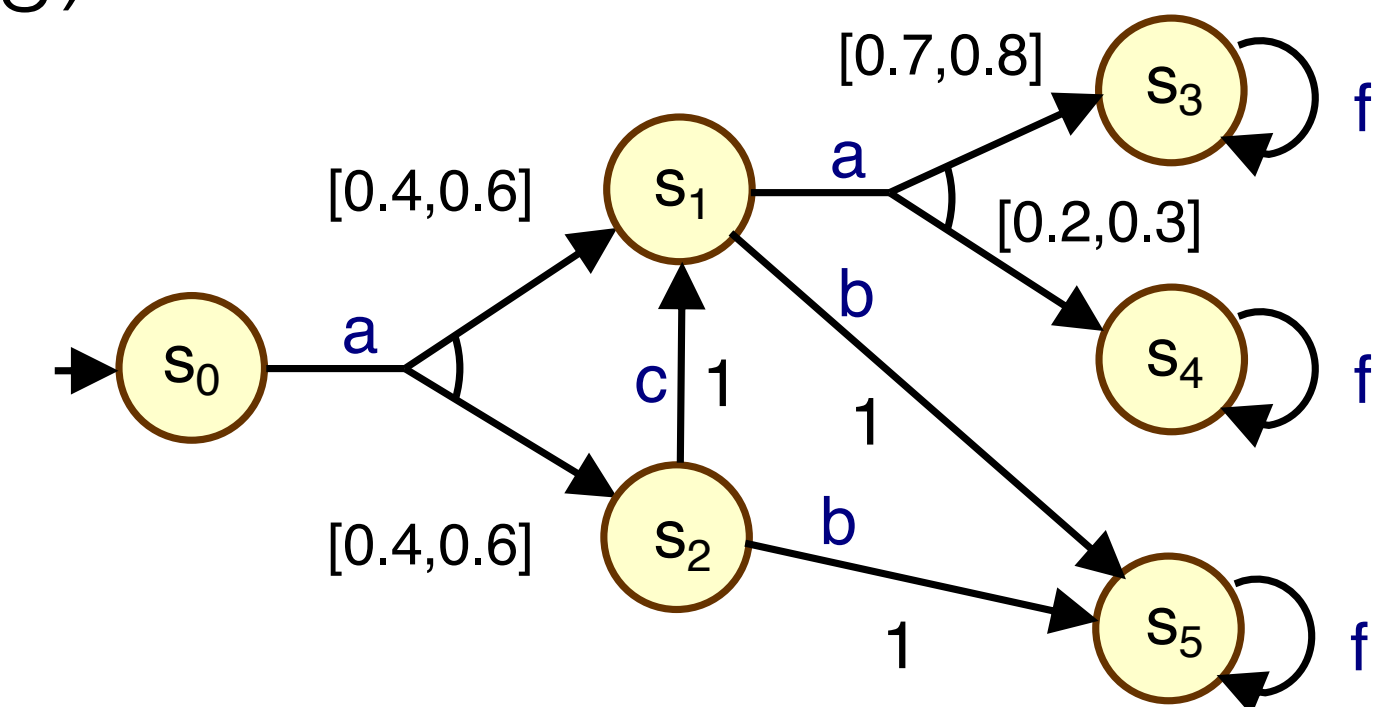 [0.7,0.8]
s3
f
[0.4,0.6]
s1
a
[0.2,0.3]
s0
a
b
s4
f
c
1
1
[0.4,0.6]
s2
b
1
s5
f